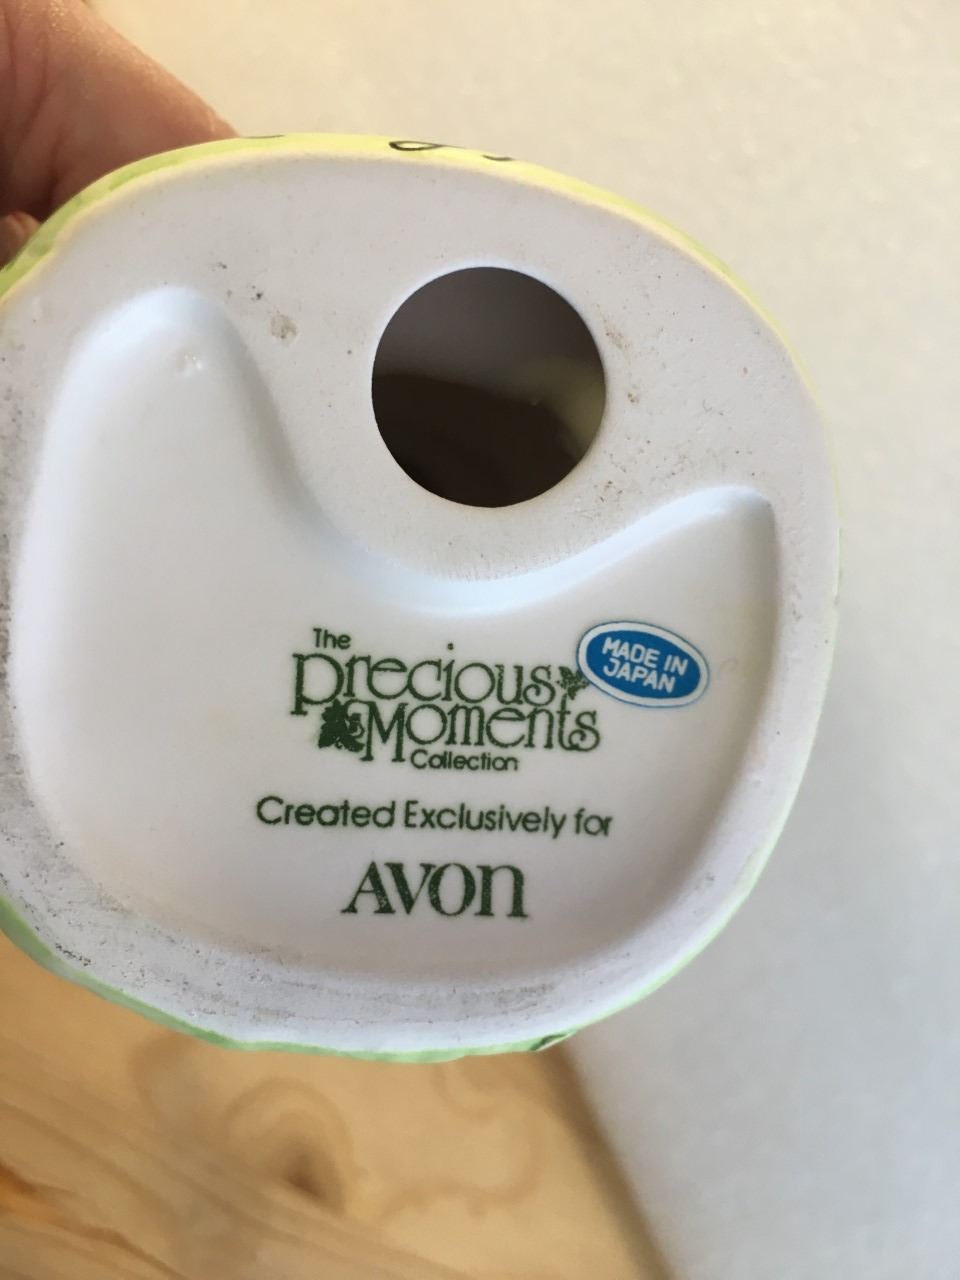 The
Precious
Moments
Collection
MADE IN
JAPAN
Created Exclusively for
AVON